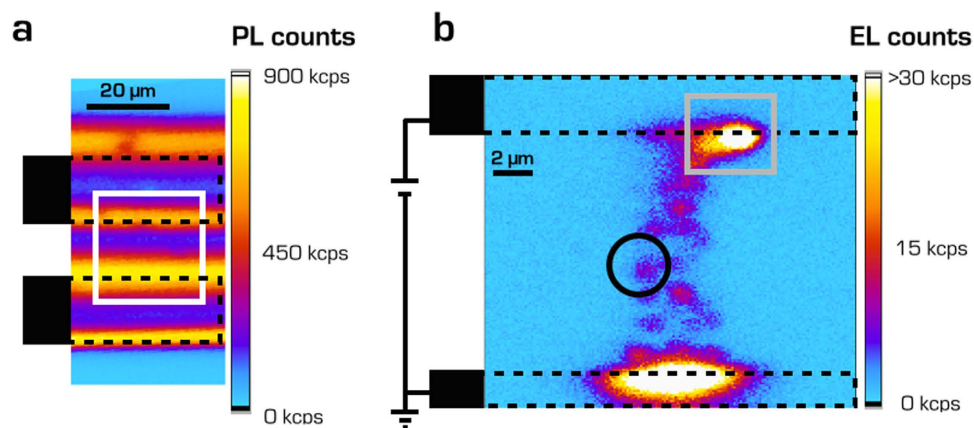 a
PL counts
20 µm
900 kcps
450 kcps
0 kcps
b
EL counts
2 µm
>30 kcps
15 kcps
0 kcps